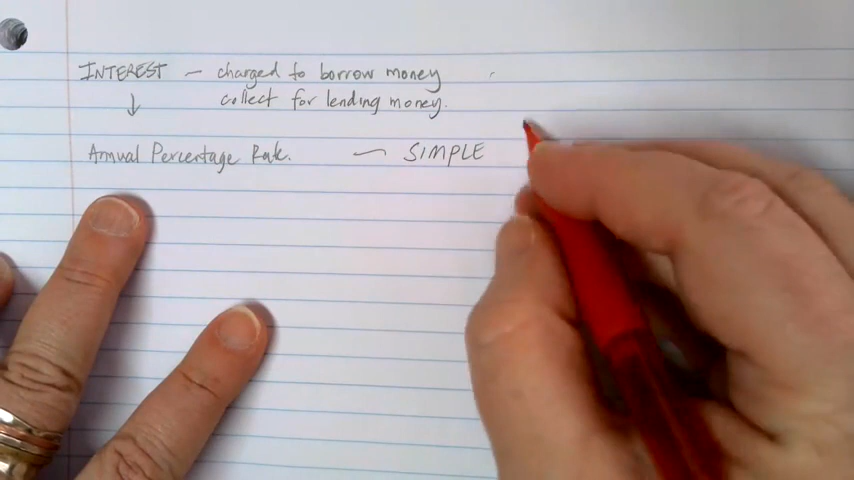 INTEREST — charged to borrow money
collect for lending money.
↓
Annual Percentage Rate. — SIMPLE